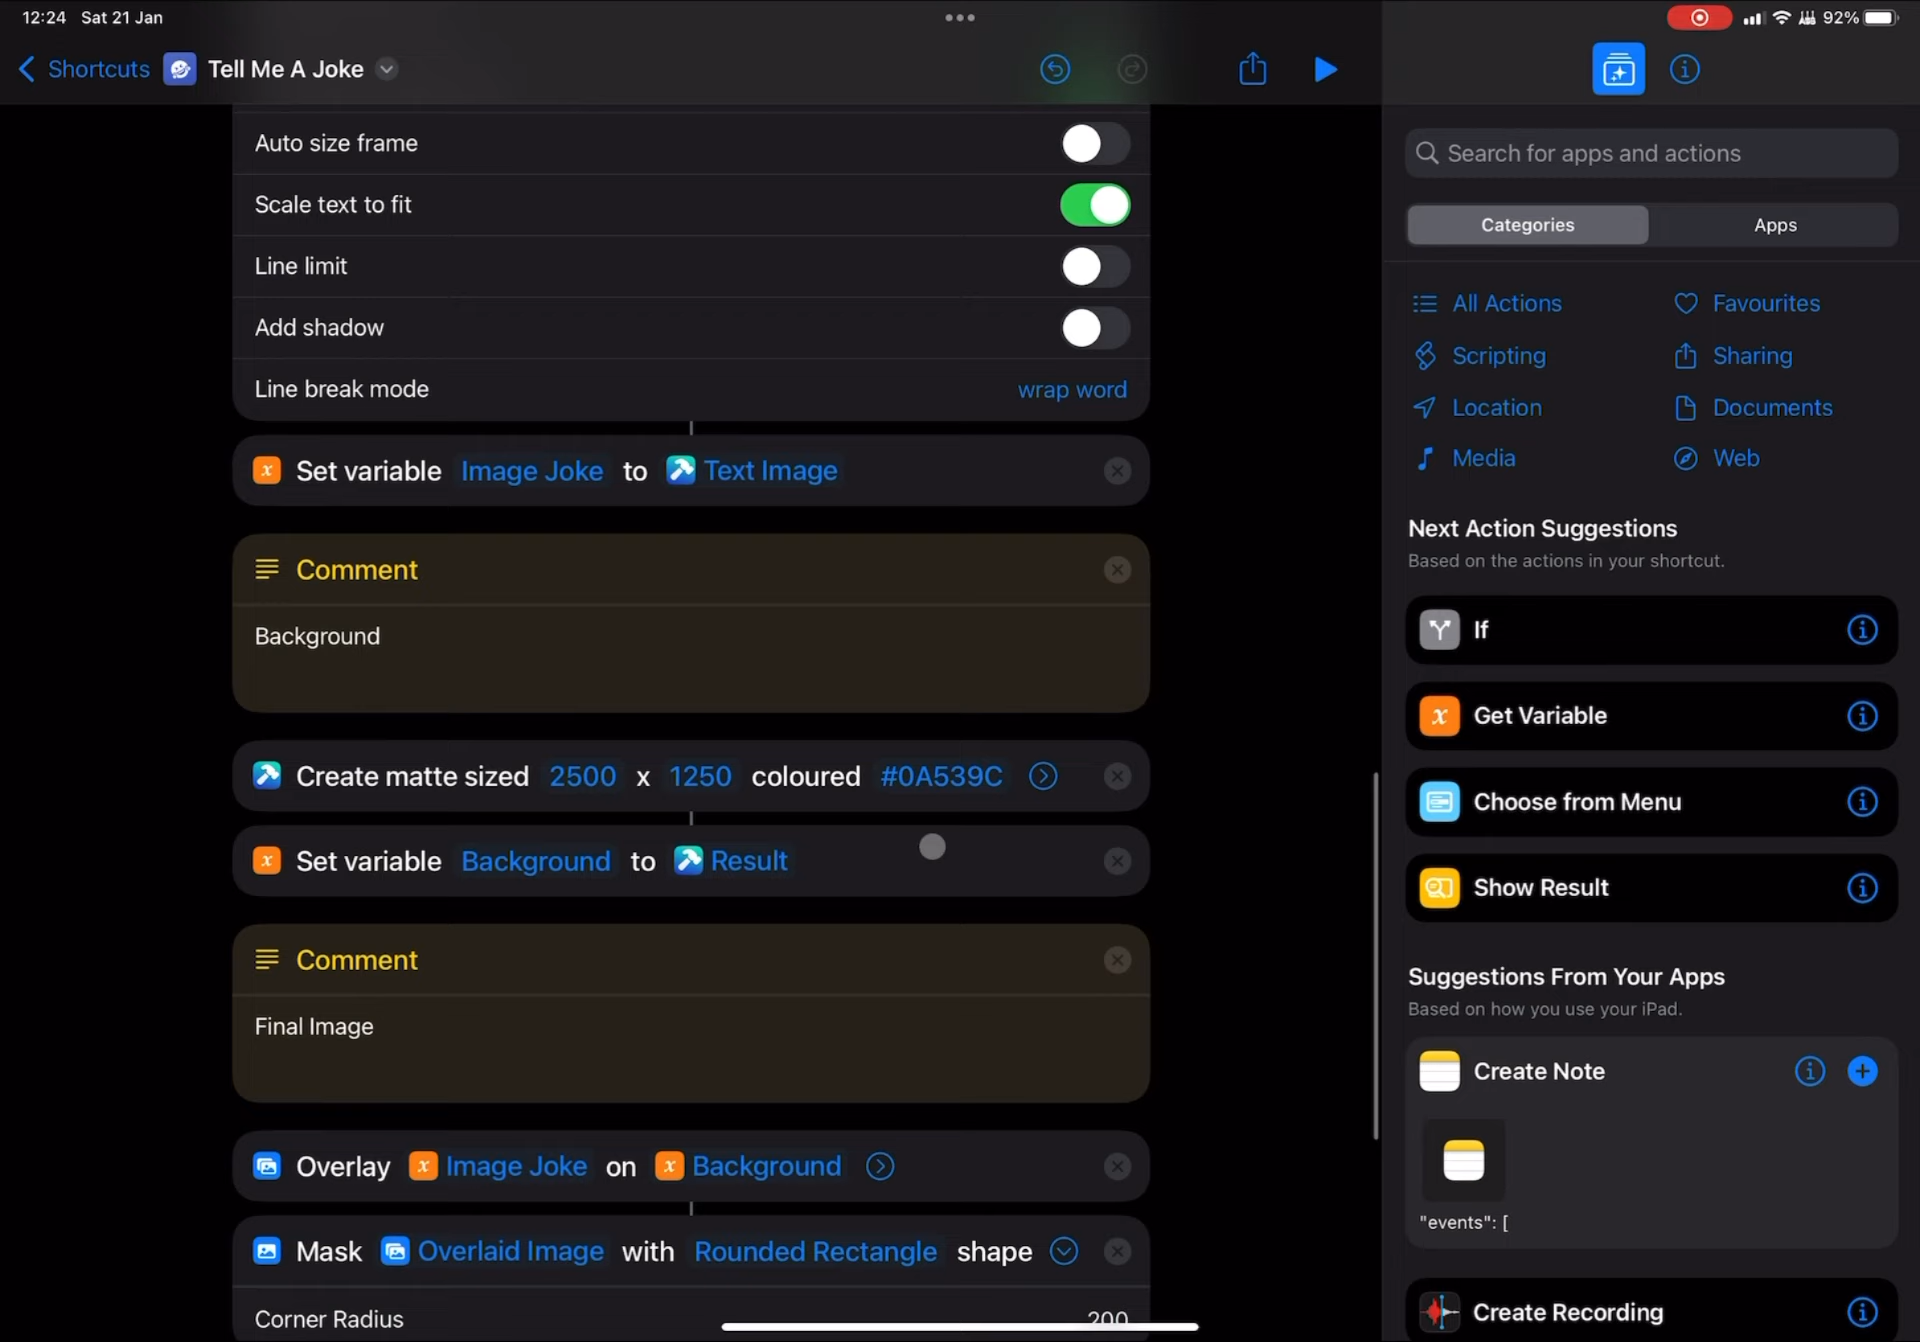 12:24 Sat 21 Jan
92%
Shortcuts
Tell Me A Joke
Auto size frame
Scale text to fit
Line limit
Add shadow
Line break mode wrap word
Set variable Image Joke to Text Image
Comment
Background
Create matte sized 2500 x 1250 coloured #0A539C
Set variable Background to Result
Comment
Final Image
Overlay Image Joke on Background
Mask Overlaid Image with Rounded Rectangle shape
Corner Radius 200
Search for apps and actions
Categories Apps
All Actions Favourites
Scripting Sharing
Location Documents
Media Web
Next Action Suggestions
Based on the actions in your shortcut.
If
Get Variable
Choose from Menu
Show Result
Suggestions From Your Apps
Based on how you use your iPad.
Create Note
"events": [
Create Recording